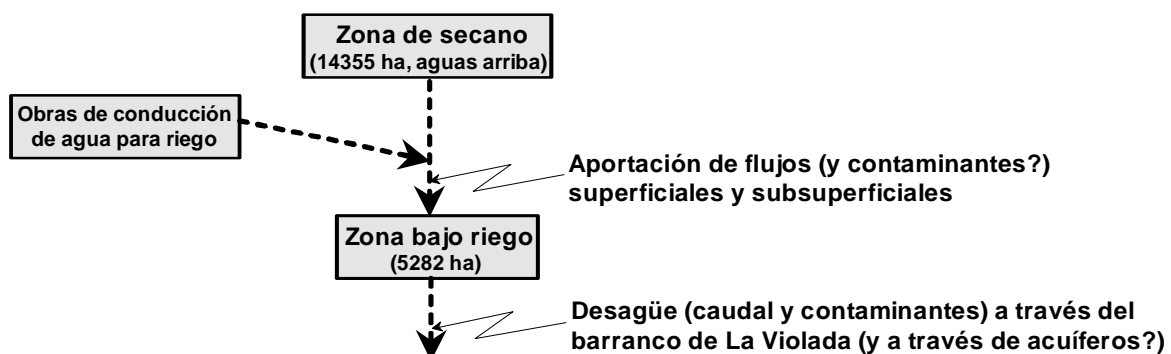 Zona de secano
(14355 ha, aguas arriba)
Obras de conducción
de agua para riego
Aportación de flujos (y contaminantes?)
superficiales y subsuperficiales
Zona bajo riego
(5282 ha)
Desagüe (caudal y contaminantes) a través del
barranco de La Violada (y a través de acuíferos?)